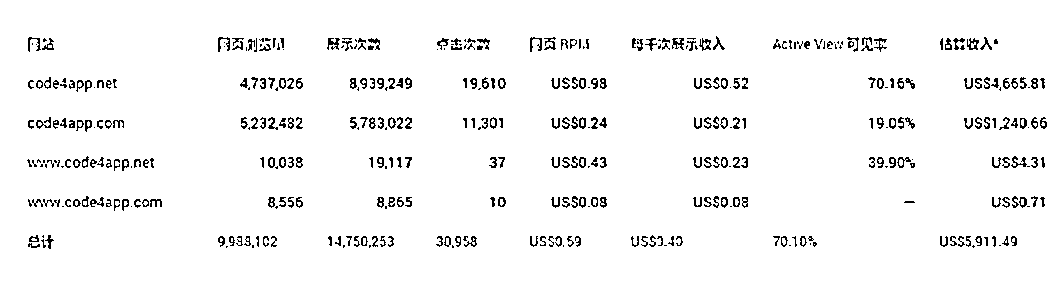 网站 网页浏览量 展示次数 点击次数 网页 RPM 每千次展示收入 Active View 可见率 估算收入*
code4app.net 4,737,026 8,939,249 19,610 US$0.98 US$0.52 70.16% US$4,665.81
code4app.com 5,232,482 5,783,022 11,301 US$0.24 US$0.21 19.05% US$1,240.66
www.code4app.net 10,038 19,117 37 US$0.43 US$0.23 39.90% US$4.31
www.code4app.com 8,556 8,865 10 US$0.08 US$0.08 — US$0.71
总计 9,988,102 14,750,253 30,958 US$0.59 US$0.40 70.10% US$5,911.49